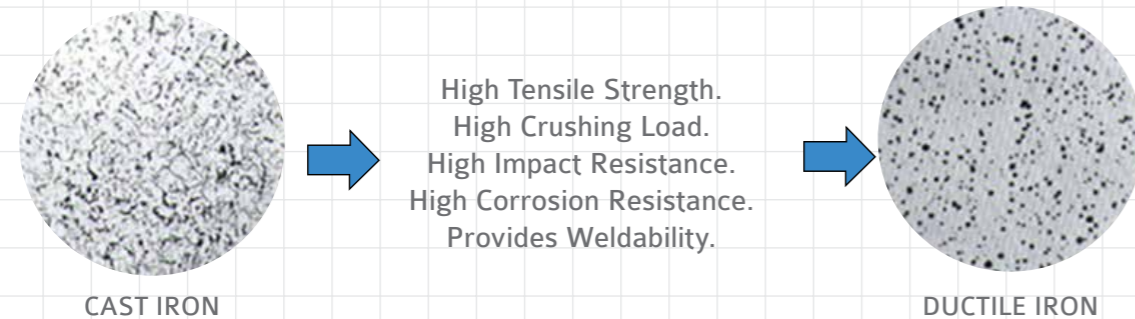 High Tensile Strength.
High Crushing Load.
High Impact Resistance.
High Corrosion Resistance.
Provides Weldability.
CAST IRON
DUCTILE IRON